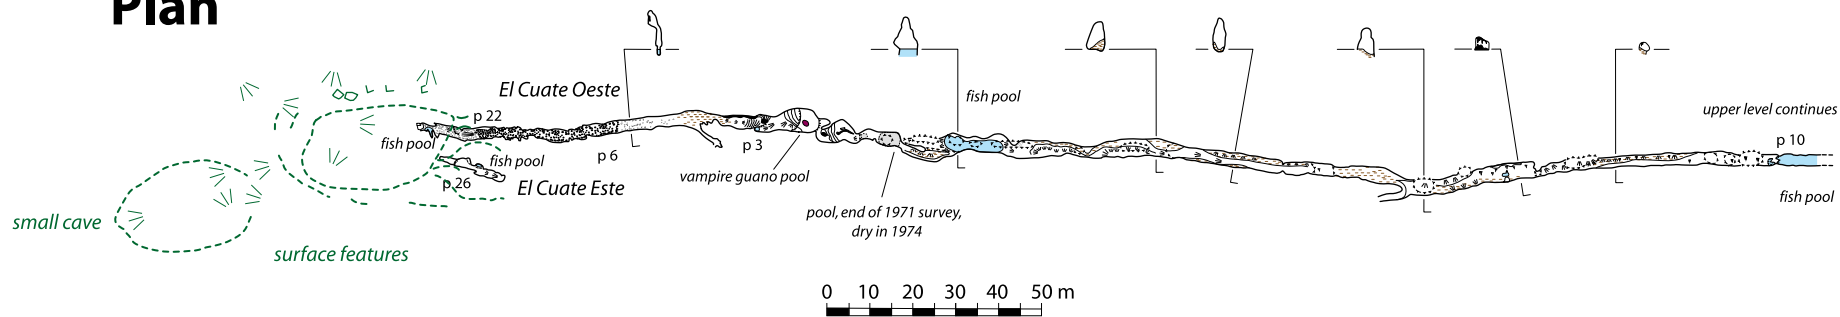 Plan
El Cuate Oeste
p 22
fish pool
fish pool
p 26
El Cuate Este
p 6
p 3
vampire guano pool
fish pool
pool, end of 1971 survey,
dry in 1974
upper level continues
p 10
fish pool
small cave
surface features
0 10 20 30 40 50 m